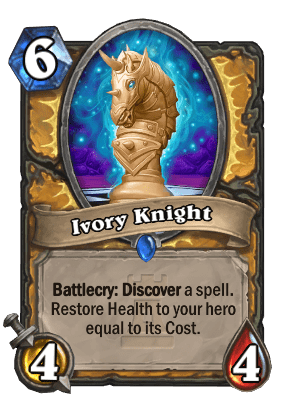 6
Ivory Knight
Battlecry: Discover a spell.
Restore Health to your hero
equal to its Cost.
4
4